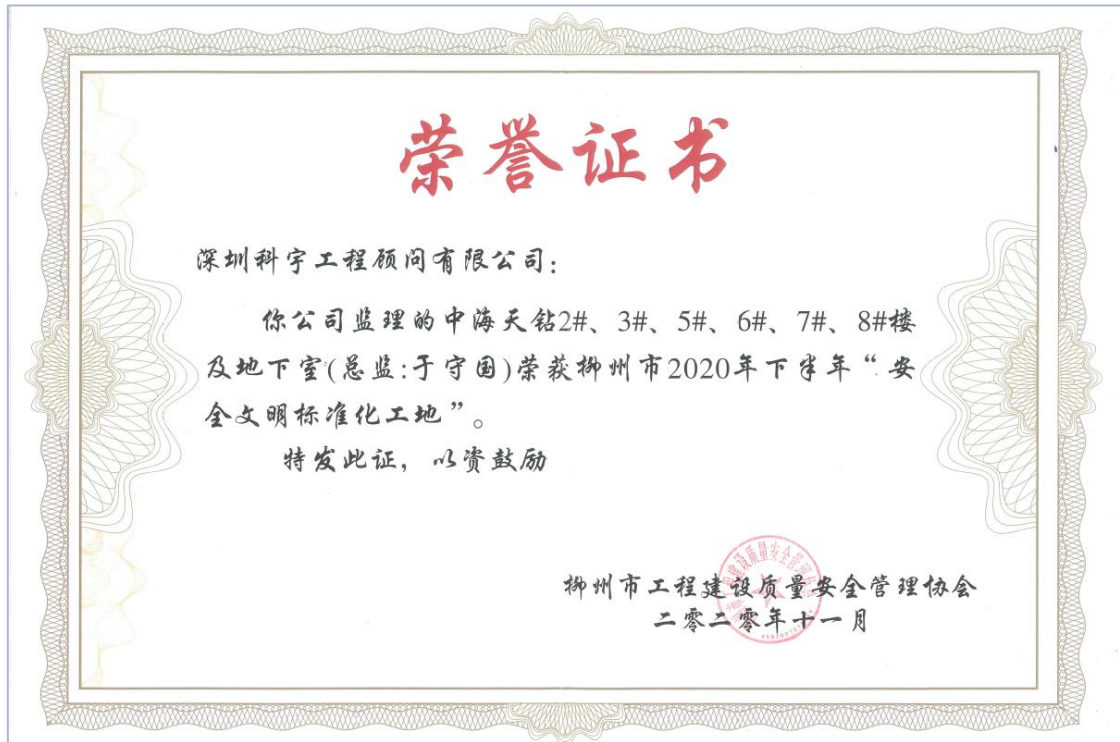 荣誉证书
深圳科宇工程顾问有限公司:
你公司监理的中海天钻2#、3#、5#、6#、7#、8#楼
及地下室(总监:于守国)荣获柳州市2020年下半年“安
全文明标准化工地”。
特发此证, 以资鼓励
柳州市工程建设质量安全管理协会
二零二零年十一月